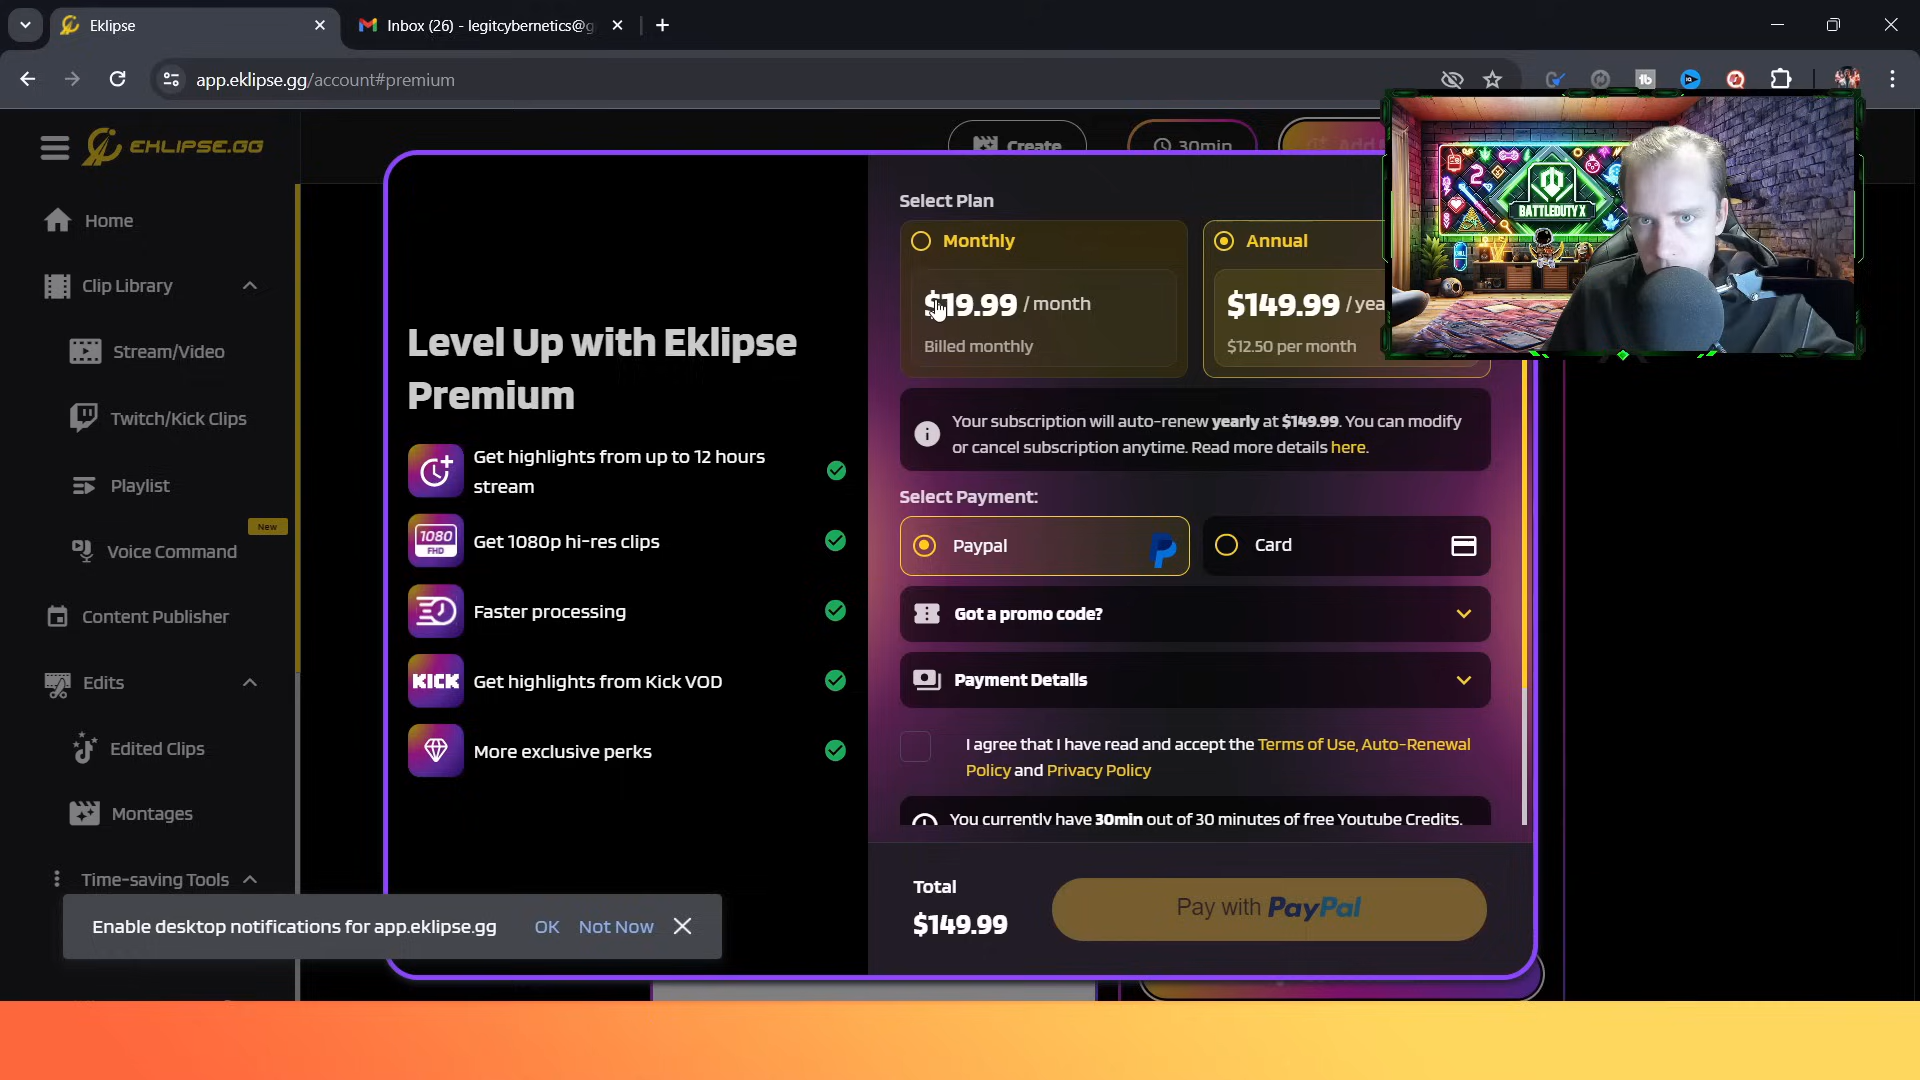 Eklipse
Inbox (26) - legitcybernetics@g
app.eklipse.gg/account#premium
EKLIPSE.GG
Create
30min
Add
Home
Clip Library
Stream/Video
Twitch/Kick Clips
Playlist
New
Voice Command
Content Publisher
Edits
Edited Clips
Montages
Time-saving Tools
Level Up with Eklipse
Premium
Get highlights from up to 12 hours
stream
1080
FHD
Get 1080p hi-res clips
Faster processing
KICK
Get highlights from Kick VOD
More exclusive perks
Select Plan
Monthly
$19.99 / month
Billed monthly
Annual
$149.99 / yea
$12.50 per month
Your subscription will auto-renew yearly at $149.99. You can modify
or cancel subscription anytime. Read more details here.
Select Payment:
Paypal
Card
Got a promo code?
Payment Details
I agree that I have read and accept the Terms of Use, Auto-Renewal
Policy and Privacy Policy
You currently have 30min out of 30 minutes of free Youtube Credits.
Total
$149.99
Pay with PayPal
Enable desktop notifications for app.eklipse.gg
OK
Not Now
BATTLEDUTY X
tb